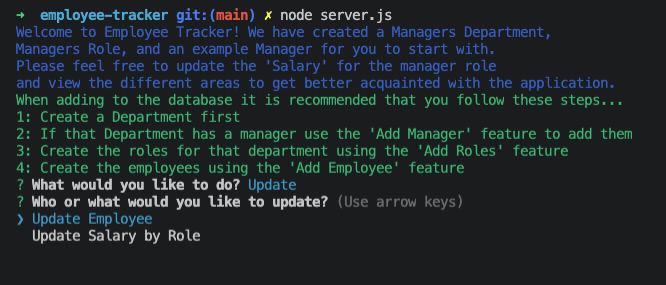 ➜  employee-tracker git:(main) ✗ node server.js
Welcome to Employee Tracker! We have created a Managers Department,
Managers Role, and an example Manager for you to start with.
Please feel free to update the 'Salary' for the manager role
and view the different areas to get better acquainted with the application.
When adding to the database it is recommended that you follow these steps...
1: Create a Department first
2: If that Department has a manager use the 'Add Manager' feature to add them
3: Create the roles for that department using the 'Add Roles' feature
4: Create the employees using the 'Add Employee' feature
? What would you like to do? Update
? Who or what would you like to update? (Use arrow keys)
❯ Update Employee
  Update Salary by Role